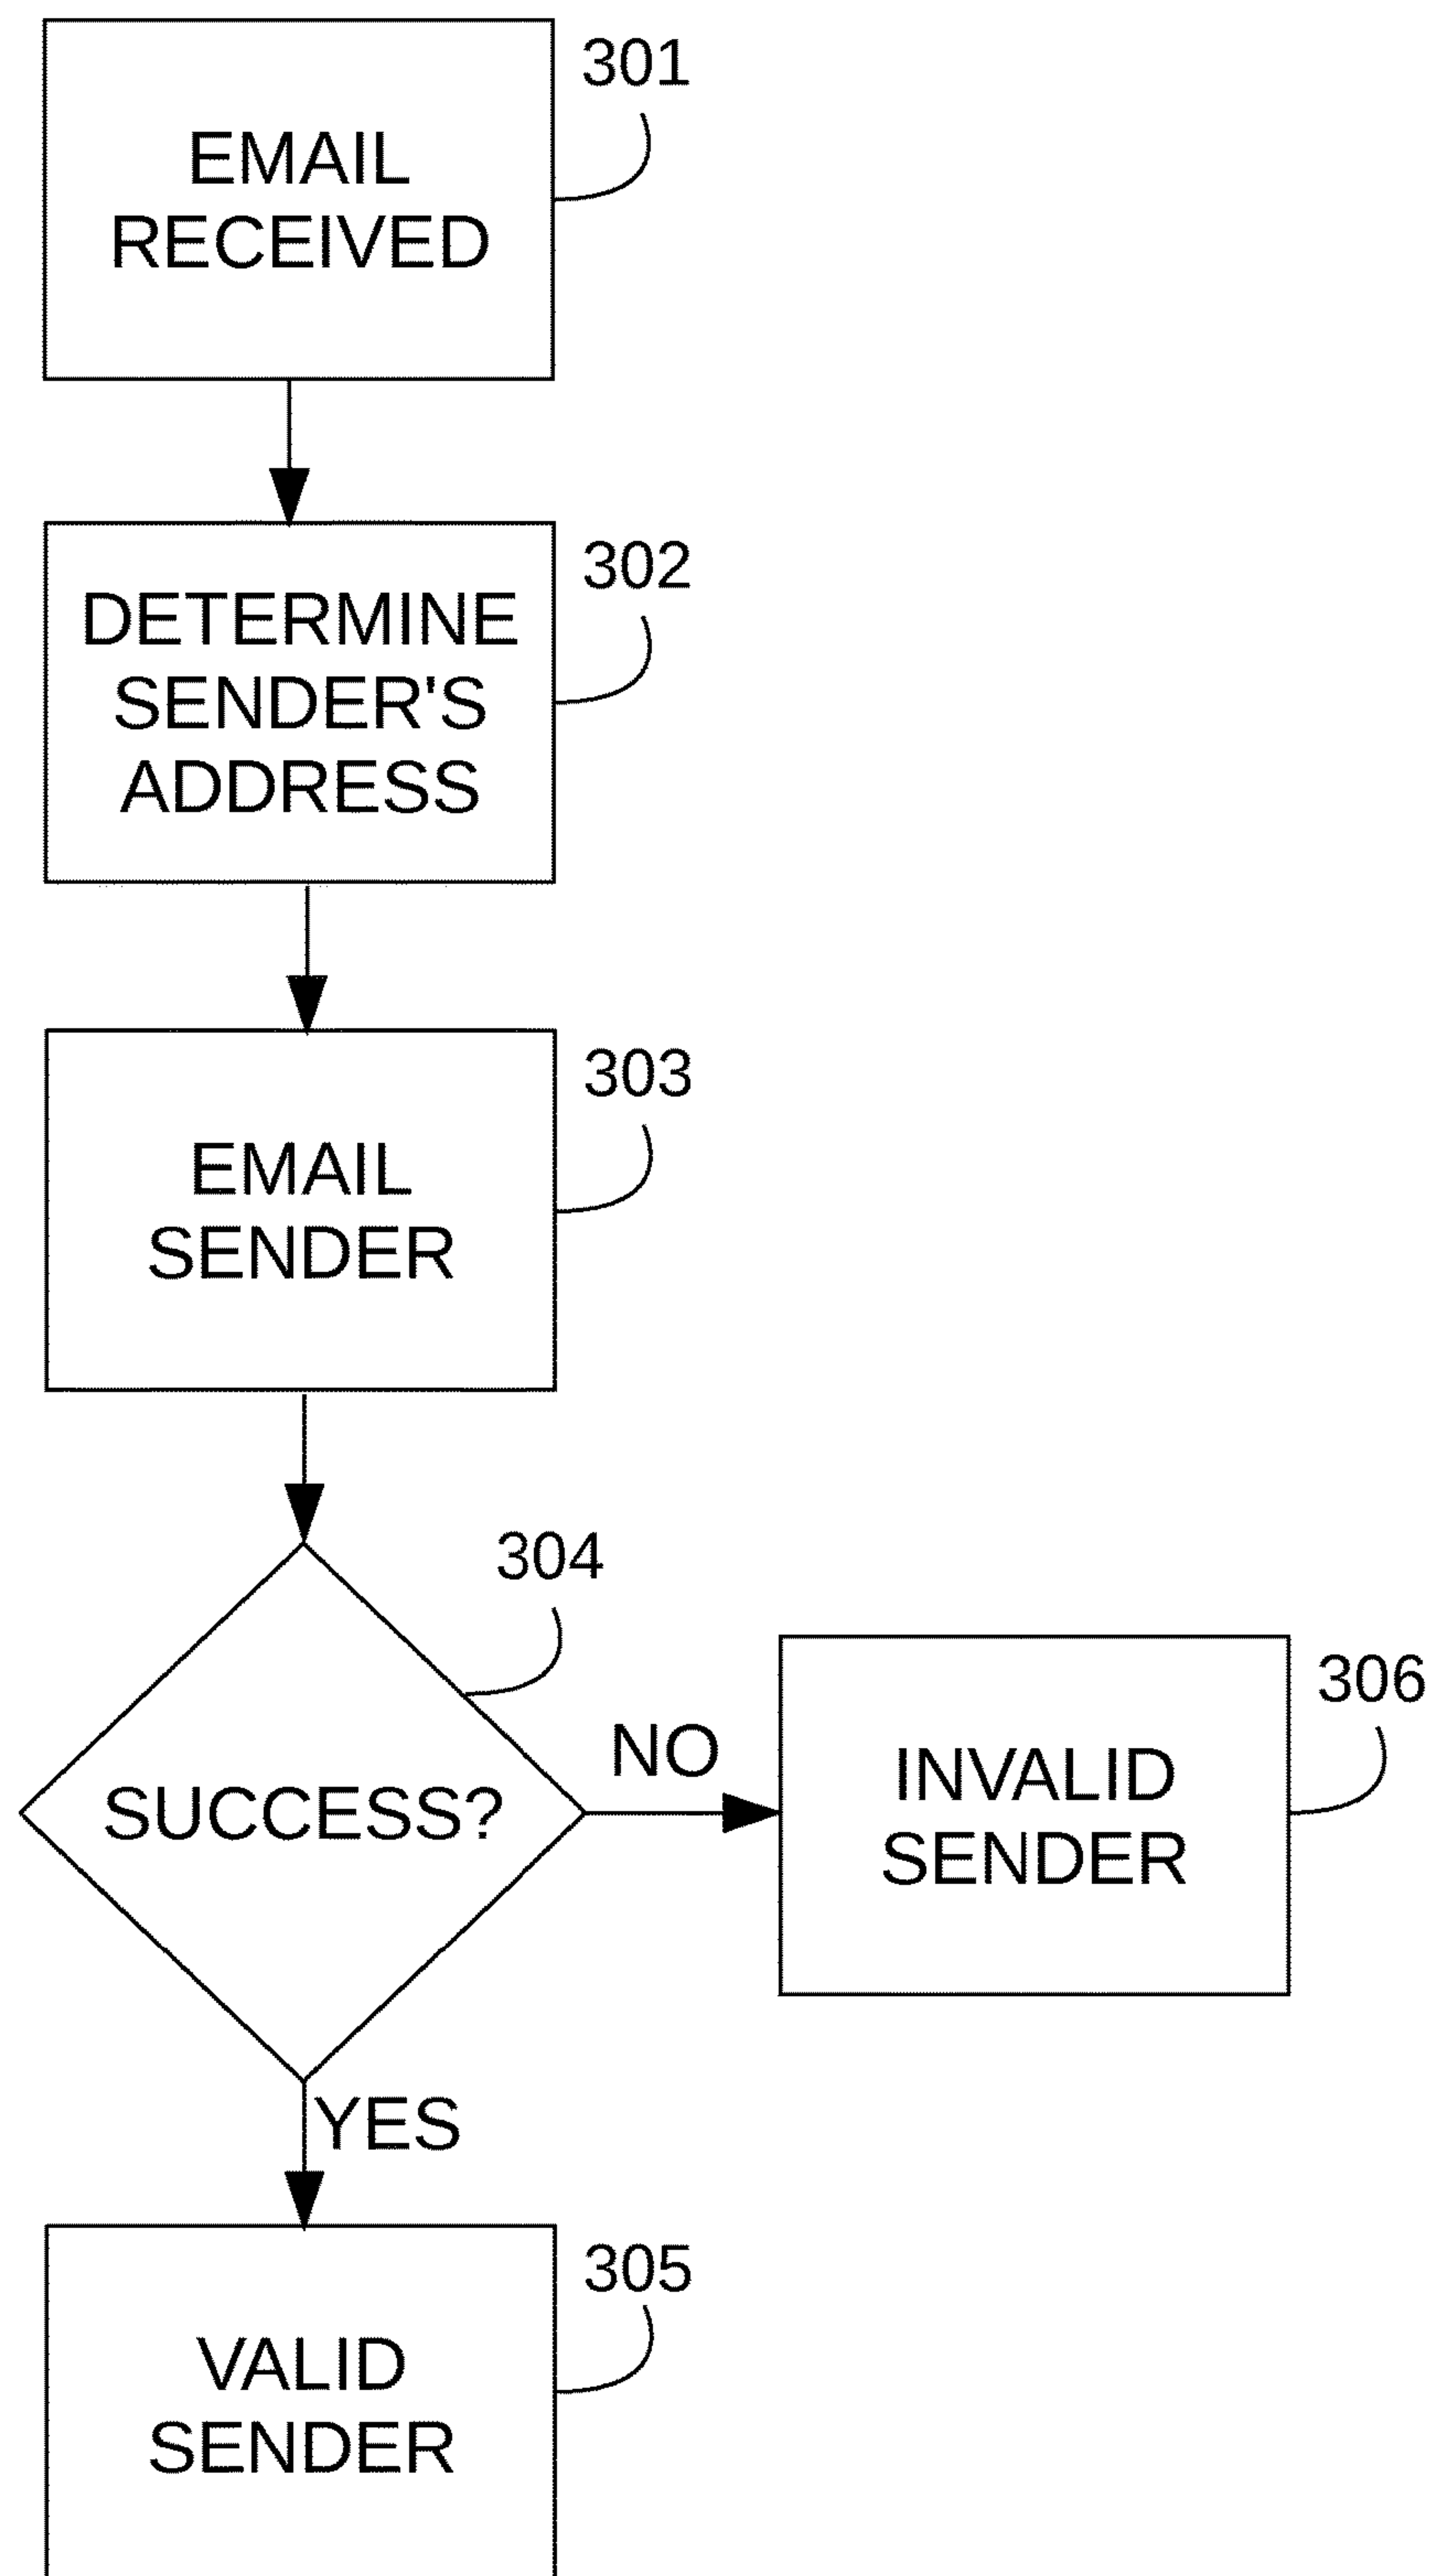 301
EMAIL
RECEIVED
302
DETERMINE
SENDER'S
ADDRESS
303
EMAIL
SENDER
304
SUCCESS?
NO
306
INVALID
SENDER
YES
305
VALID
SENDER